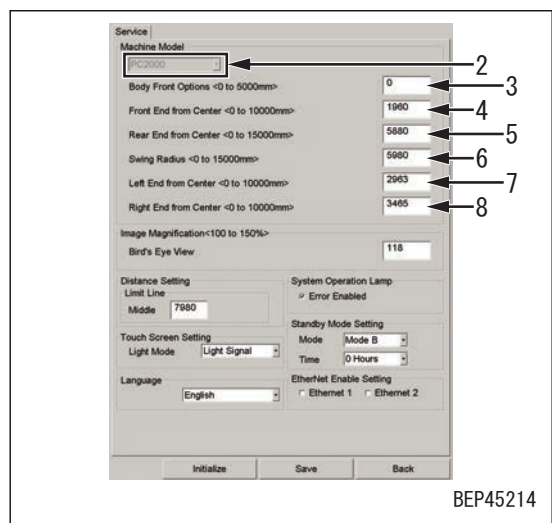 Service
Machine Model
PC2000
2
Body Front Options <0 to 5000mm> 0 3
Front End from Center <0 to 10000mm> 1960 4
Rear End from Center <0 to 15000mm> 5880 5
Swing Radius <0 to 15000mm> 5980 6
Left End from Center <0 to 10000mm> 2963 7
Right End from Center <0 to 10000mm> 3465 8
Image Magnification<100 to 150%>
Bird's Eye View 118
Distance Setting
Limit Line
Middle 7980
System Operation Lamp
Error Enabled
Touch Screen Setting
Light Mode Light Signal
Standby Mode Setting
Mode Mode B
Time 0 Hours
Language
English
EtherNet Enable Setting
Ethernet 1 Ethernet 2
Initialize Save Back
BEP45214